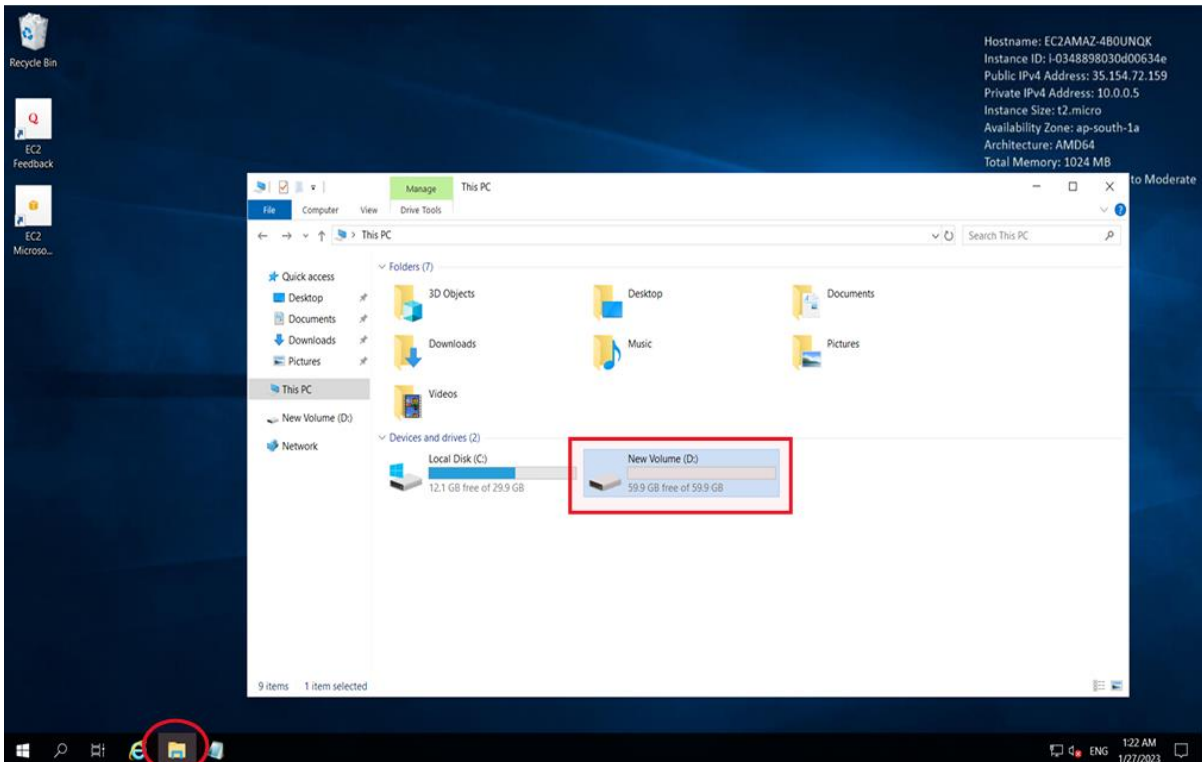 Recycle Bin
EC2
Feedback
EC2
Microso...
Hostname: EC2AMAZ-4B0UNQK
Instance ID: i-0348898030d00634e
Public IPv4 Address: 35.154.72.159
Private IPv4 Address: 10.0.0.5
Instance Size: t2.micro
Availability Zone: ap-south-1a
Architecture: AMD64
Total Memory: 1024 MB
to Moderate
Manage This PC
File Computer View Drive Tools
This PC
Search This PC
Quick access
Desktop
Documents
Downloads
Pictures
This PC
New Volume (D:)
Network
Folders (7)
3D Objects
Desktop
Documents
Downloads
Music
Pictures
Videos
Devices and drives (2)
Local Disk (C:)
12.1 GB free of 29.9 GB
New Volume (D:)
59.9 GB free of 59.9 GB
9 items 1 item selected
ENG
1:22 AM
1/27/2023